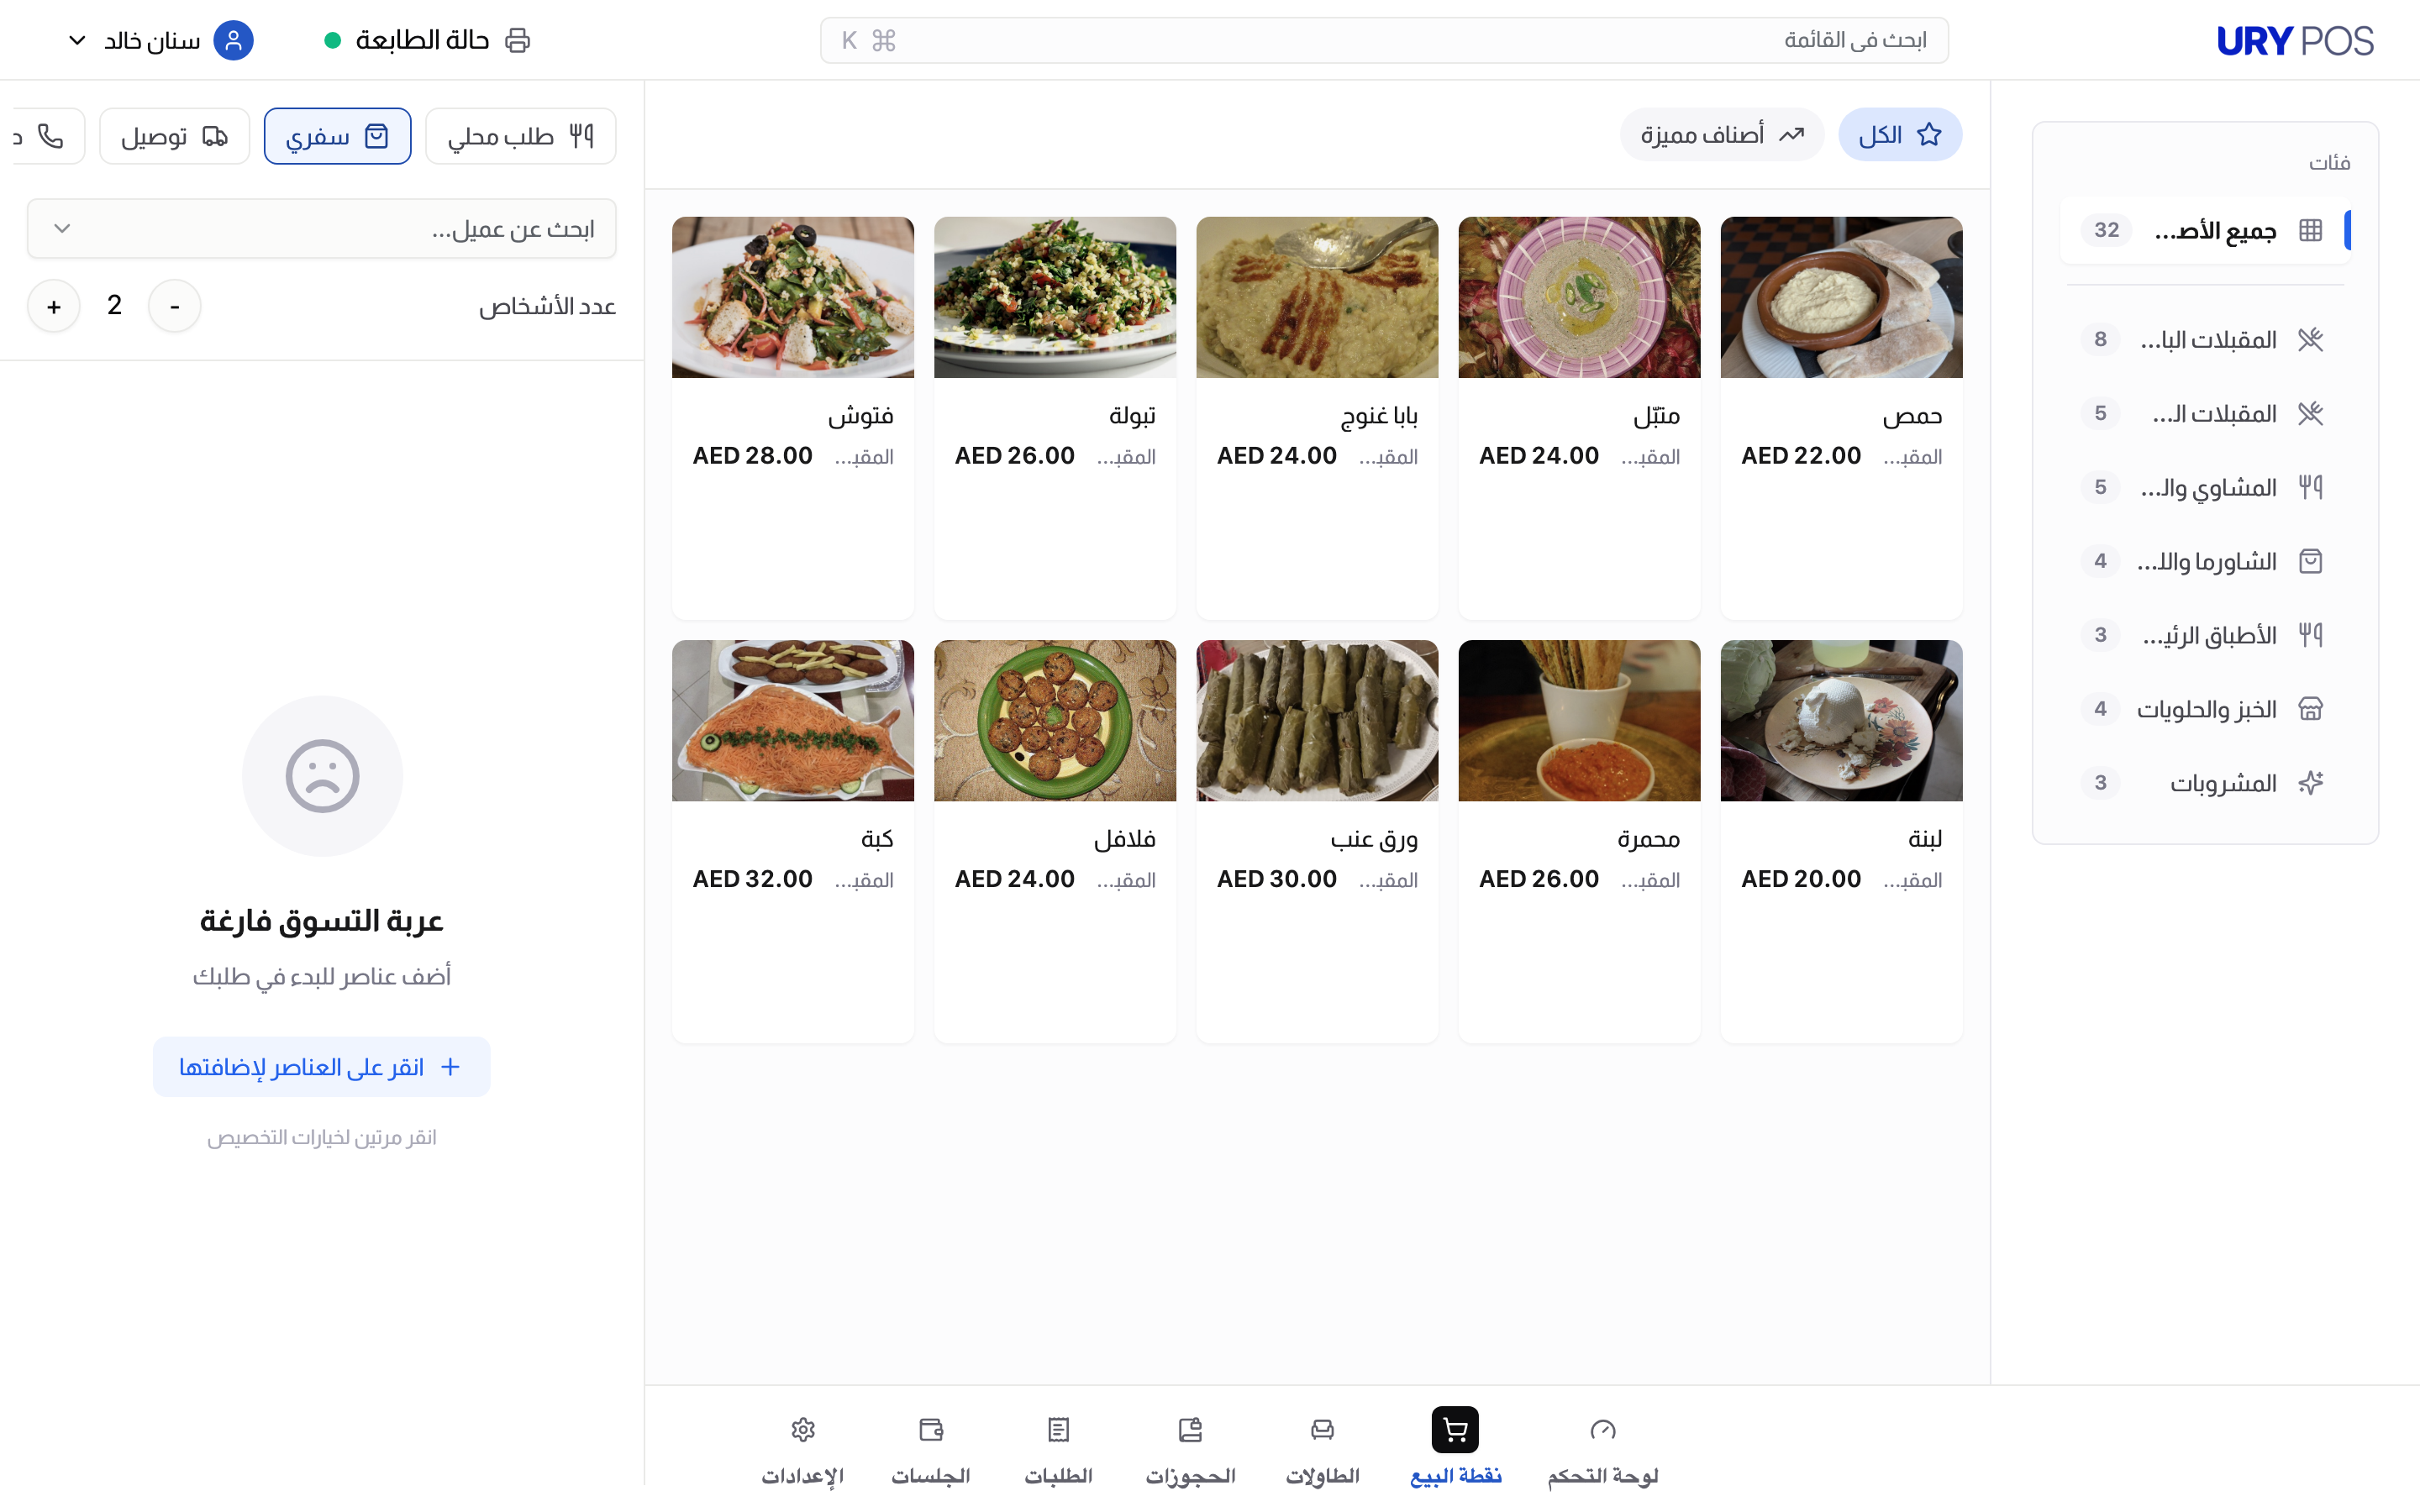 URY POS
ابحث في القائمة
⌘ K
حالة الطابعة
سنان خالد
فئات
جميع الأصـ... 32
المقبلات البا... 8
المقبلات الـ... 5
المشاوي والـ... 5
الشاورما واللـ... 4
الأطباق الرئيـ... 3
الخبز والحلويات 4
المشروبات 3
الكل
أصناف مميزة
حمص
المقبـ... AED 22.00
متبّل
المقبـ... AED 24.00
بابا غنوج
المقبـ... AED 24.00
تبولة
المقبـ... AED 26.00
فتوش
المقبـ... AED 28.00
لبنة
المقبـ... AED 20.00
محمرة
المقبـ... AED 26.00
ورق عنب
المقبـ... AED 30.00
فلافل
المقبـ... AED 24.00
كبة
المقبـ... AED 32.00
طلب محلي
سفري
توصيل
ابحث عن عميل...
عدد الأشخاص - 2 +
عربة التسوق فارغة
أضف عناصر للبدء في طلبك
+ انقر على العناصر لإضافتها
انقر مرتين لخيارات التخصيص
لوحة التحكم
نقطة البيع
الطاولات
الحجوزات
الطلبات
الجلسات
الإعدادات